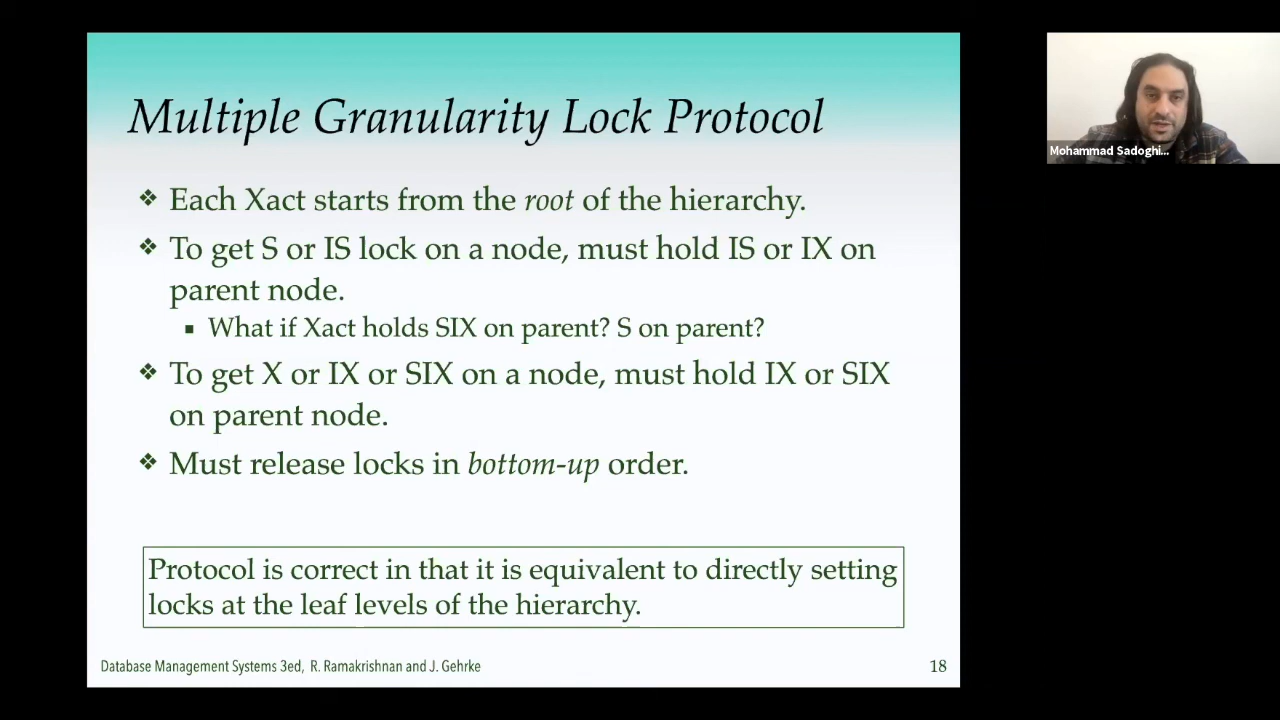 Multiple Granularity Lock Protocol
❖ Each Xact starts from the root of the hierarchy.
❖ To get S or IS lock on a node, must hold IS or IX on
parent node.
▪ What if Xact holds SIX on parent? S on parent?
❖ To get X or IX or SIX on a node, must hold IX or SIX
on parent node.
❖ Must release locks in bottom-up order.
Protocol is correct in that it is equivalent to directly setting
locks at the leaf levels of the hierarchy.
Database Management Systems 3ed, R. Ramakrishnan and J. Gehrke
18
Mohammad Sadoghi...